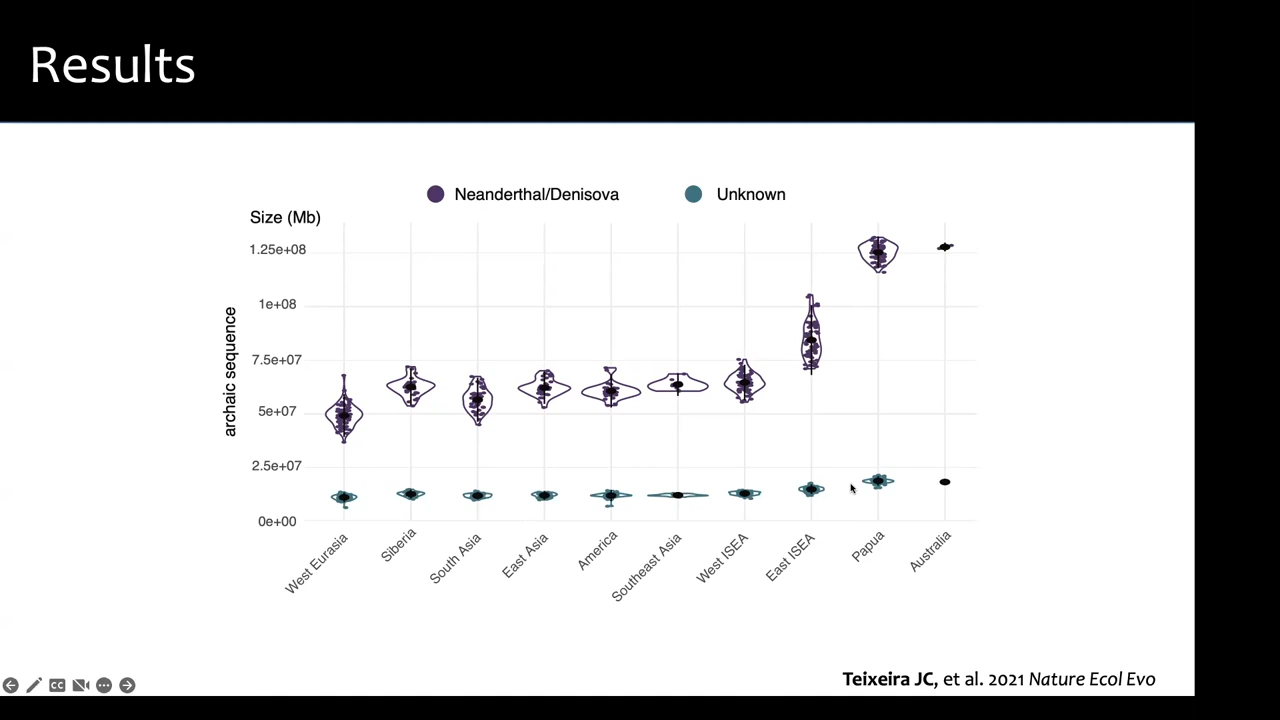 Results
Neanderthal/Denisova
Unknown
Size (Mb)
1.25e+08
1e+08
7.5e+07
5e+07
2.5e+07
0e+00
archaic sequence
West Eurasia
Siberia
South Asia
East Asia
America
Southeast Asia
West ISEA
East ISEA
Papua
Australia
CC
Teixeira JC, et al. 2021 Nature Ecol Evo